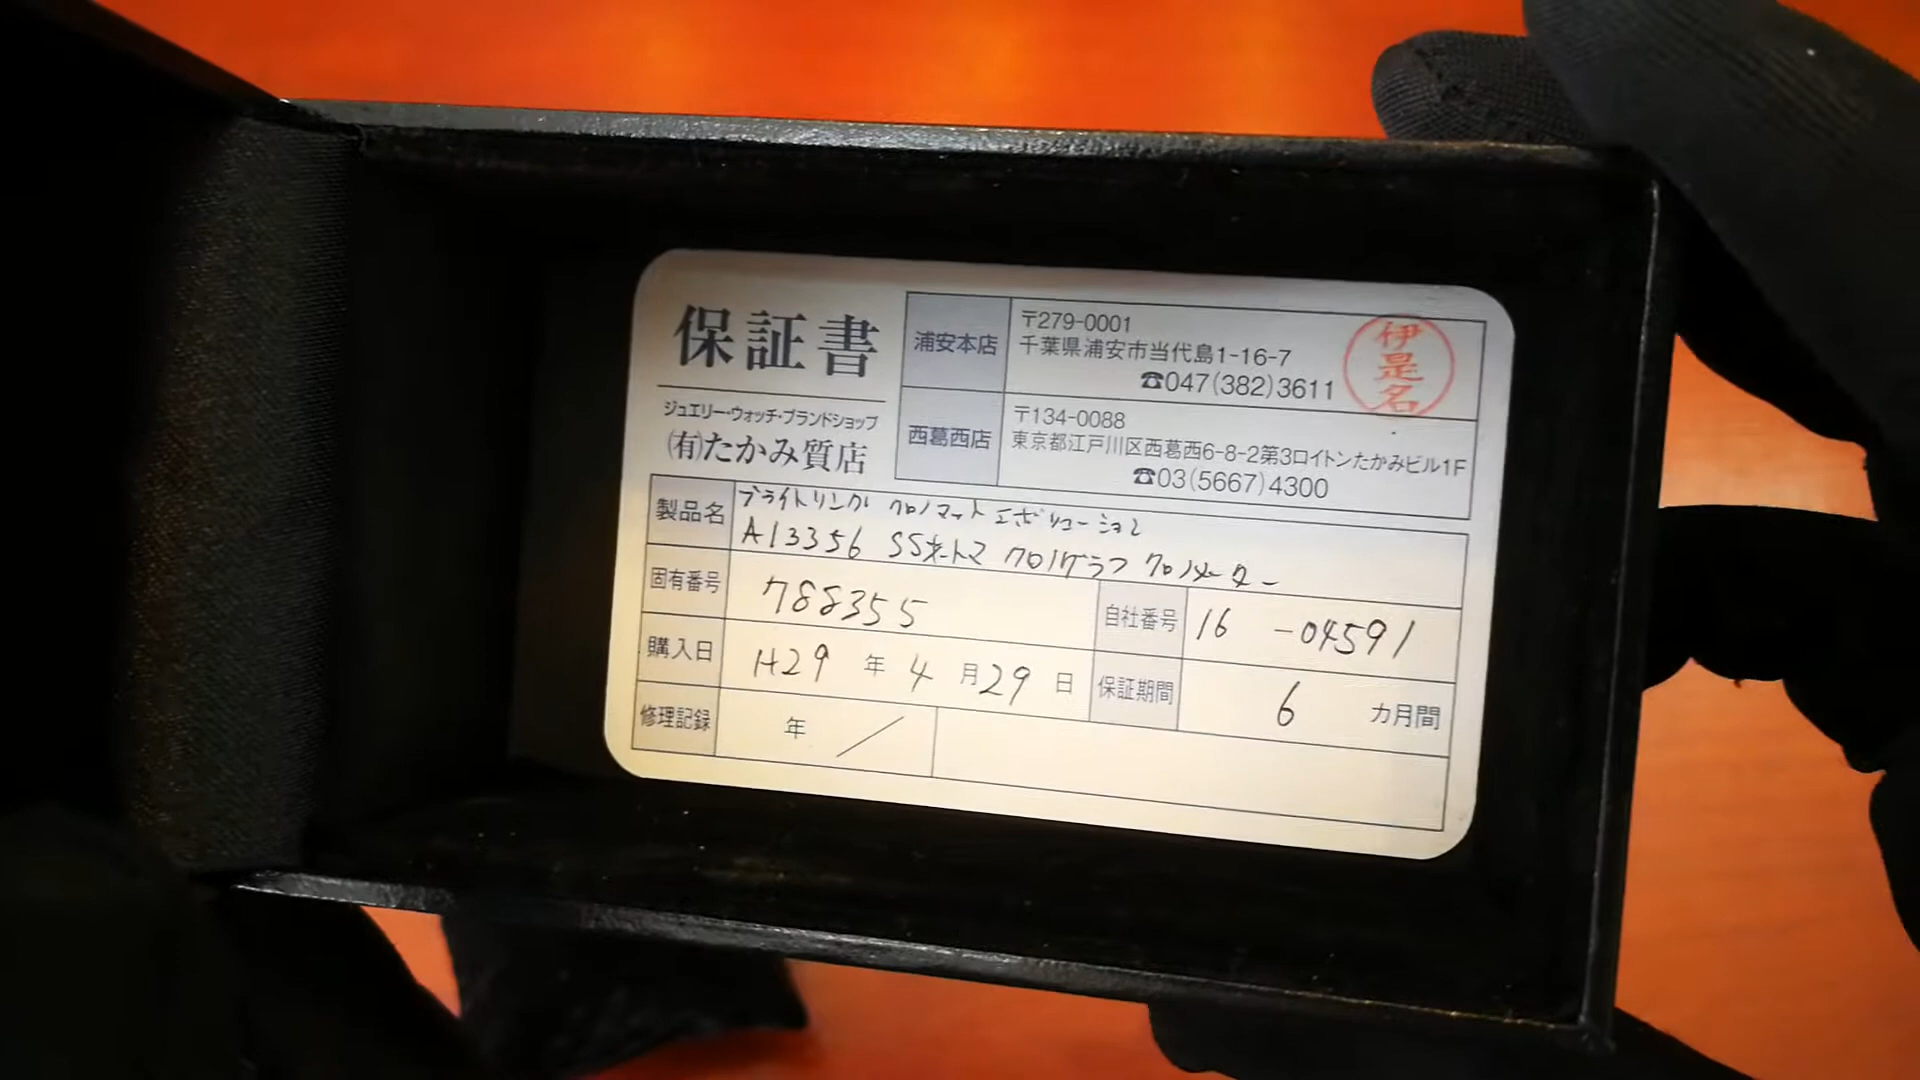 保証書
ジュエリー・ウォッチ・ブランドショップ
(有)たかみ質店
浦安本店
〒279-0001
千葉県浦安市当代島1-16-7
☎047(382)3611
伊是名
西葛西店
〒134-0088
東京都江戸川区西葛西6-8-2第3ロイトンたかみビル1F
☎03(5667)4300
製品名 ブライトリング クロノマット エボリューション
A13356 SSオートマ クロノグラフ クロノメーター
固有番号 788355 自社番号 16 -04591
購入日 H29 年 4 月 29 日 保証期間 6 カ月間
修理記録 年 ／